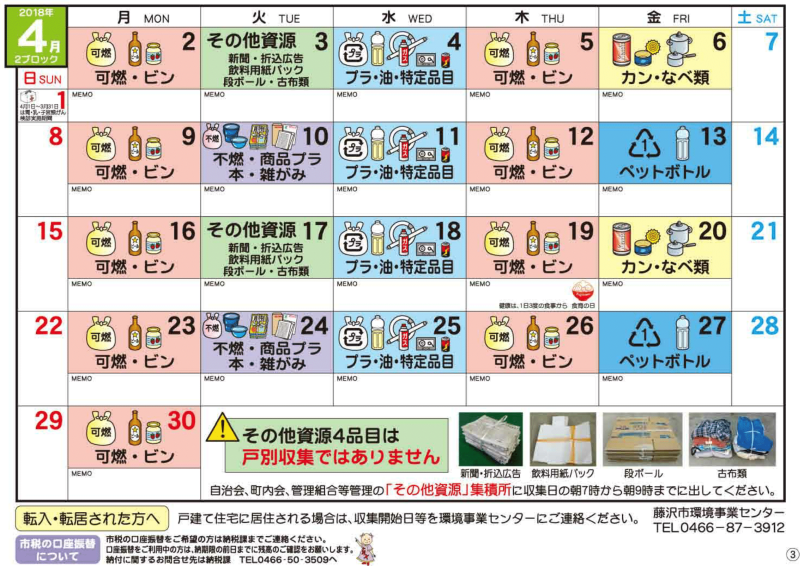 2018年
4月
2ブロック
月 MON
火 TUE
水 WED
木 THU
金 FRI
土 SAT
日 SUN
可燃
2
可燃・ビン
MEMO
その他資源 3
新聞・折込広告
飲料用紙パック
段ボール・古布類
MEMO
プラ
4
プラ・油・特定品目
MEMO
可燃
5
可燃・ビン
MEMO
6
カン・なべ類
MEMO
7
1
8
可燃
9
可燃・ビン
MEMO
不燃
10
不燃・商品プラ
本・雑がみ
MEMO
プラ
11
プラ・油・特定品目
MEMO
可燃
12
可燃・ビン
MEMO
1
13
ペットボトル
MEMO
14
15
可燃
16
可燃・ビン
MEMO
その他資源 17
新聞・折込広告
飲料用紙パック
段ボール・古布類
MEMO
プラ
18
プラ・油・特定品目
MEMO
可燃
19
可燃・ビン
MEMO
健康は、1日3度の食事から 食育の日
20
カン・なべ類
MEMO
21
22
可燃
23
可燃・ビン
MEMO
不燃
24
不燃・商品プラ
本・雑がみ
MEMO
プラ
25
プラ・油・特定品目
MEMO
可燃
26
可燃・ビン
MEMO
1
27
ペットボトル
MEMO
28
29
可燃
30
可燃・ビン
MEMO
その他資源4品目は
戸別収集ではありません
新聞・折込広告
飲料用紙パック
段ボール
古布類
自治会、町内会、管理組合等管理の「その他資源」集積所に収集日の朝7時から朝9時までに出してください。
転入・転居された方へ
戸建て住宅に居住される場合は、収集開始日等を環境事業センターにご連絡ください。
藤沢市環境事業センター
TEL0466-87-3912
市税の口座振替
について
市税の口座振替をご希望の方は納税課までご連絡ください。
口座振替をご利用中の方は、納期限の前日までに残高のご確認をお願いします。
納付に関するお問合せ先は納税課 TEL0466-50-3509へ
③